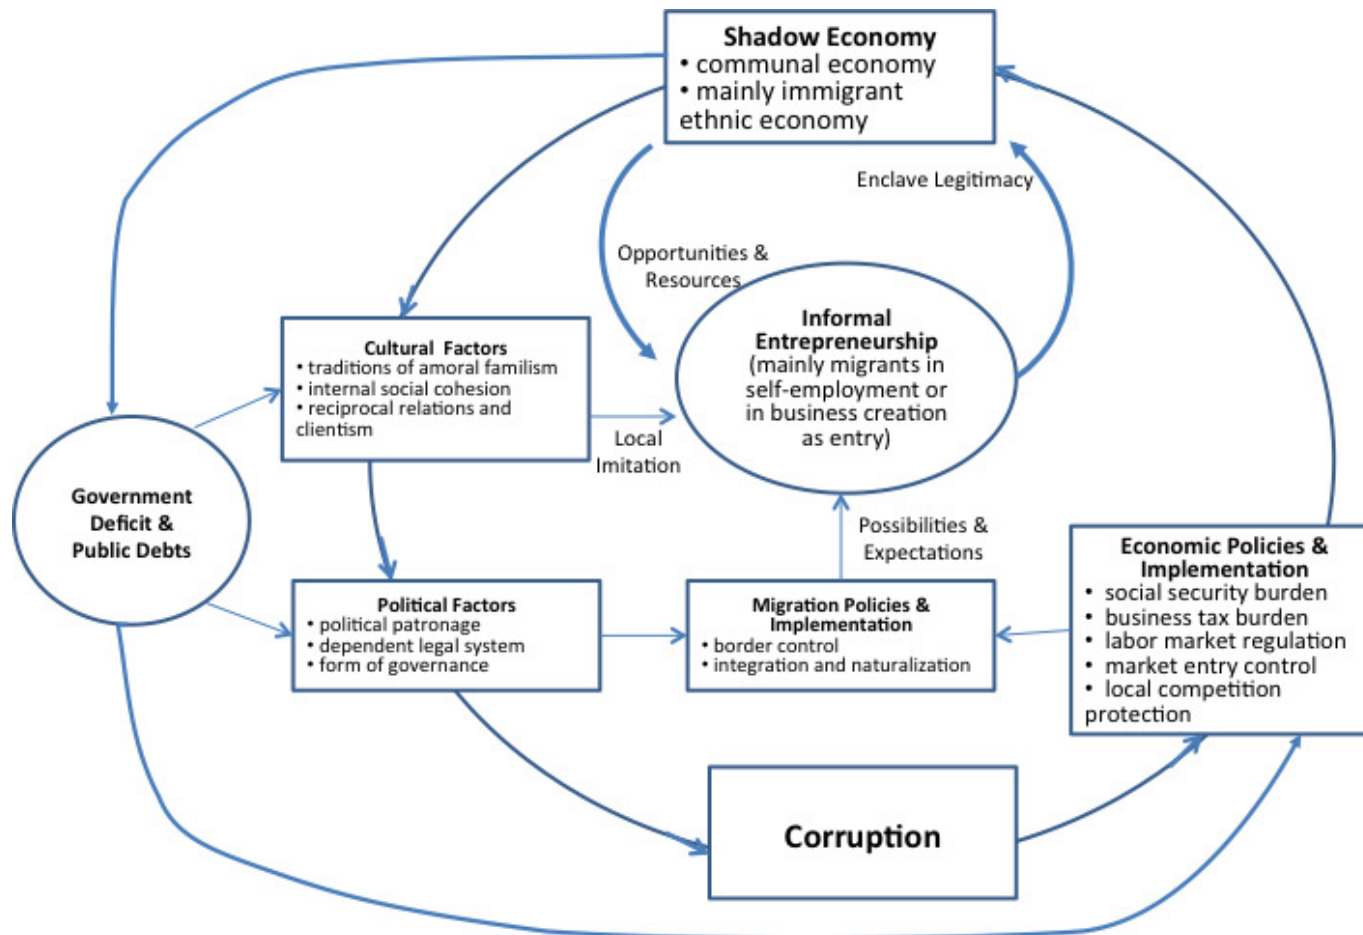 Shadow Economy
• communal economy
• mainly immigrant
ethnic economy
Enclave Legitimacy
Opportunities &
Resources
Informal
Entrepreneurship
(mainly migrants in
self-employment or
in business creation
as entry)
Cultural Factors
• traditions of amoral familism
• internal social cohesion
• reciprocal relations and
clientism
Local
Imitation
Government
Deficit &
Public Debts
Possibilities &
Expectations
Political Factors
• political patronage
• dependent legal system
• form of governance
Migration Policies &
Implementation
• border control
• integration and naturalization
Economic Policies &
Implementation
• social security burden
• business tax burden
• labor market regulation
• market entry control
• local competition
protection
Corruption